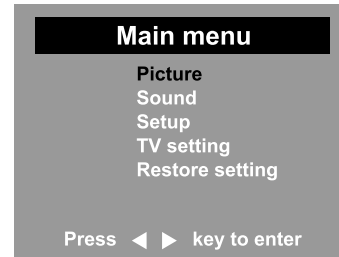 Main menu
Picture
Sound
Setup
TV setting
Restore setting
Press ◀ ▶ key to enter